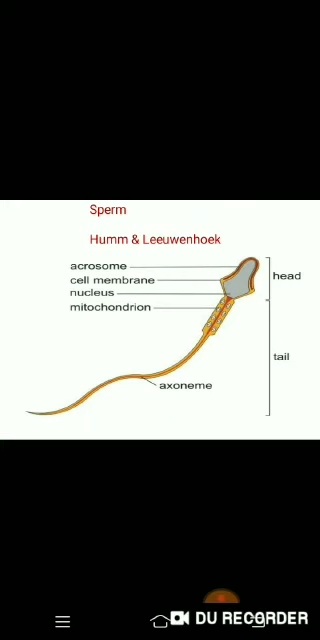 Sperm
Humm & Leeuwenhoek
acrosome
cell membrane
nucleus
mitochondrion
head
tail
axoneme
DU RECORDER